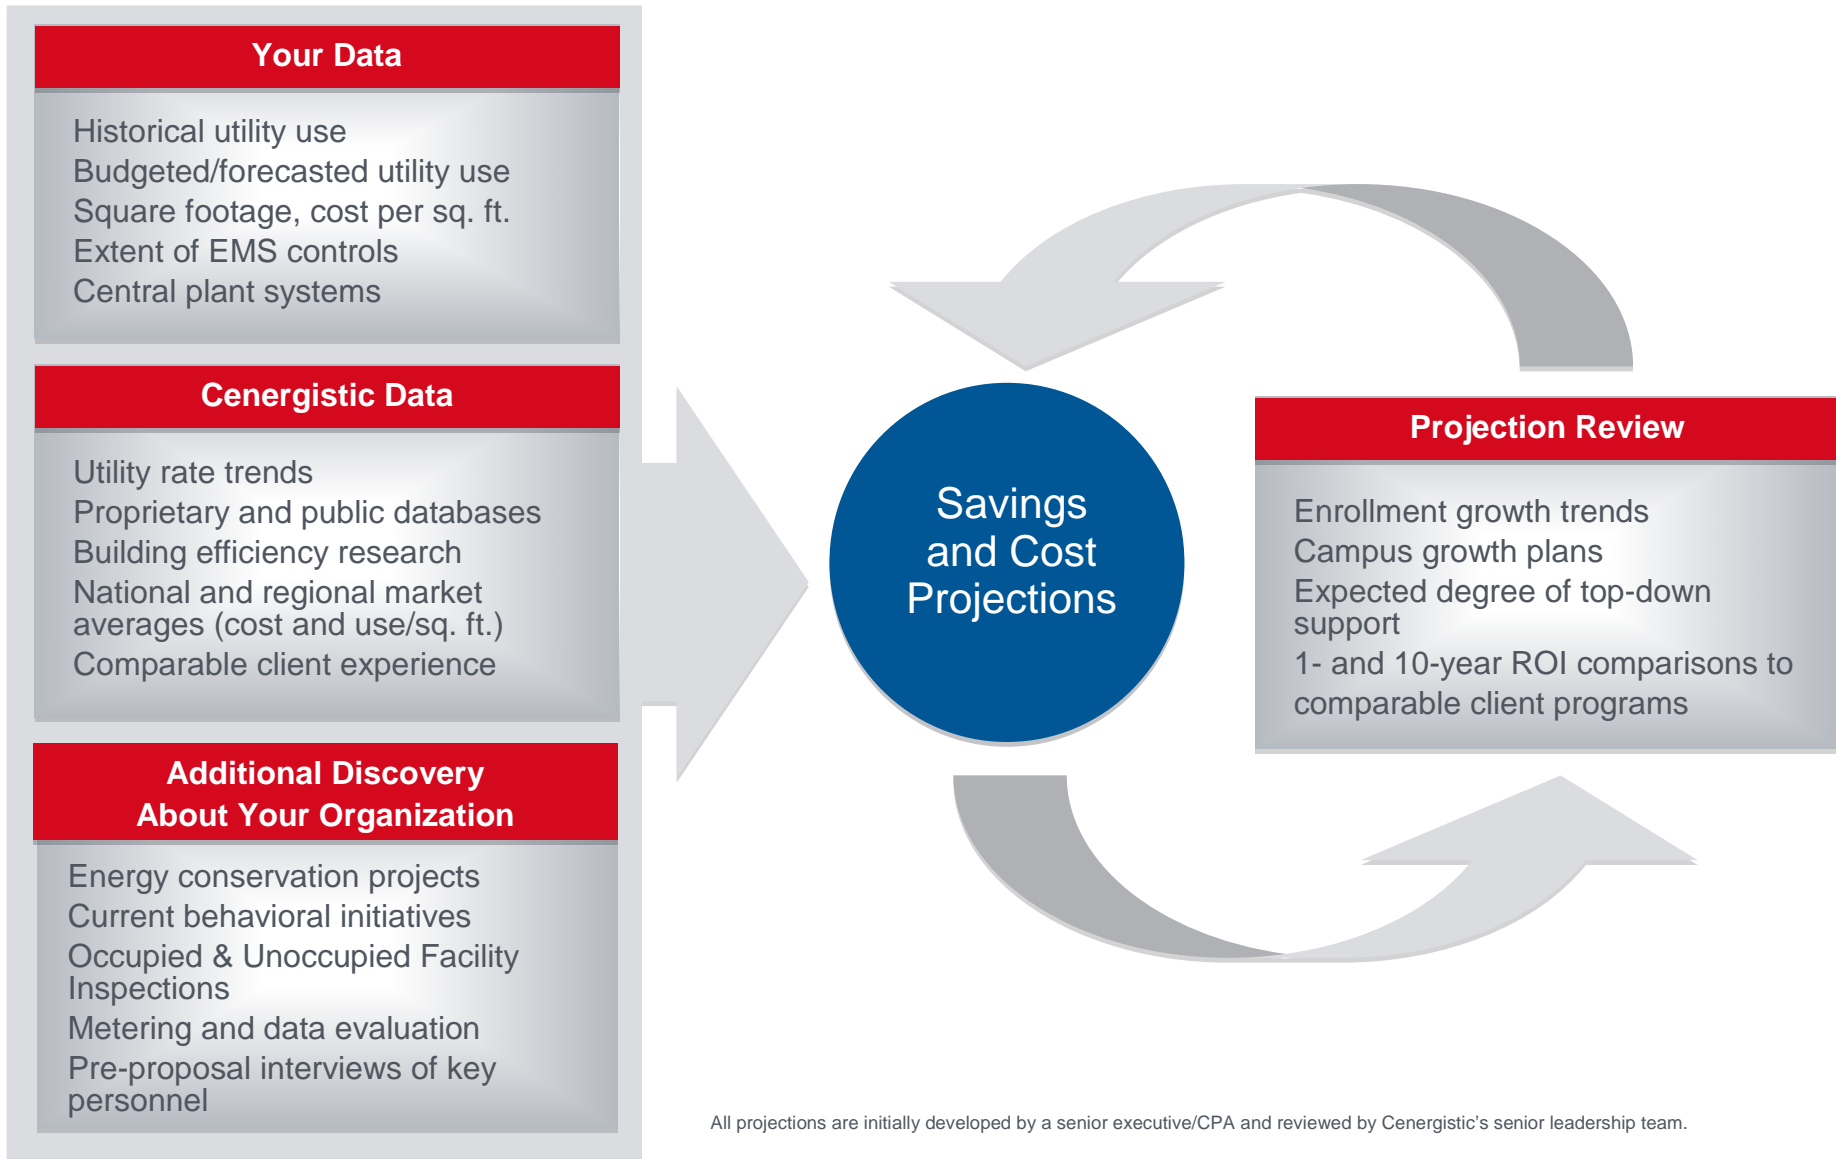 Your Data
Historical utility use
Budgeted/forecasted utility use
Square footage, cost per sq. ft.
Extent of EMS controls
Central plant systems
Cenergistic Data
Utility rate trends
Proprietary and public databases
Building efficiency research
National and regional market
averages (cost and use/sq. ft.)
Comparable client experience
Additional Discovery
About Your Organization
Energy conservation projects
Current behavioral initiatives
Occupied & Unoccupied Facility
Inspections
Metering and data evaluation
Pre-proposal interviews of key
personnel
Savings
and Cost
Projections
Projection Review
Enrollment growth trends
Campus growth plans
Expected degree of top-down
support
1- and 10-year ROI comparisons to
comparable client programs
All projections are initially developed by a senior executive/CPA and reviewed by Cenergistic’s senior leadership team.